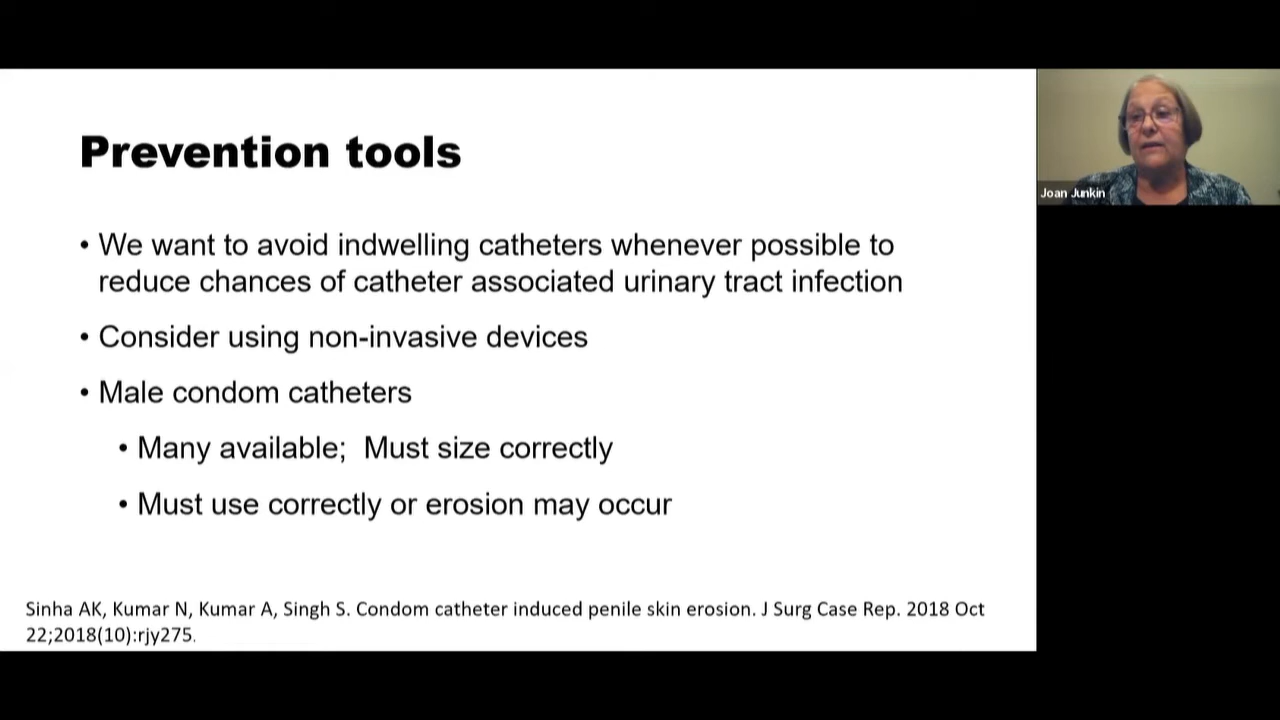 Prevention tools
• We want to avoid indwelling catheters whenever possible to
reduce chances of catheter associated urinary tract infection
• Consider using non-invasive devices
• Male condom catheters
• Many available;  Must size correctly
• Must use correctly or erosion may occur
Sinha AK, Kumar N, Kumar A, Singh S. Condom catheter induced penile skin erosion. J Surg Case Rep. 2018 Oct
22;2018(10):rjy275.
Joan Junkin